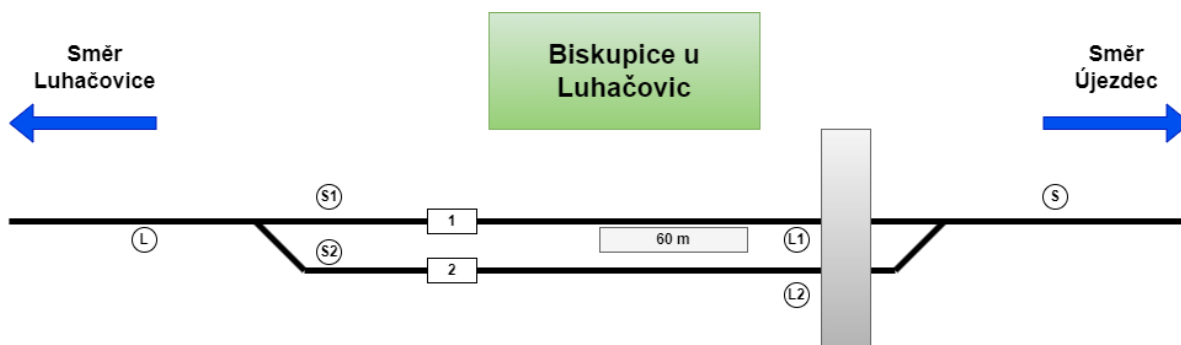 Směr
Luhačovice
Biskupice u
Luhačovic
Směr
Újezdec
S1
S
1
L
S2
60 m
L1
2
L2